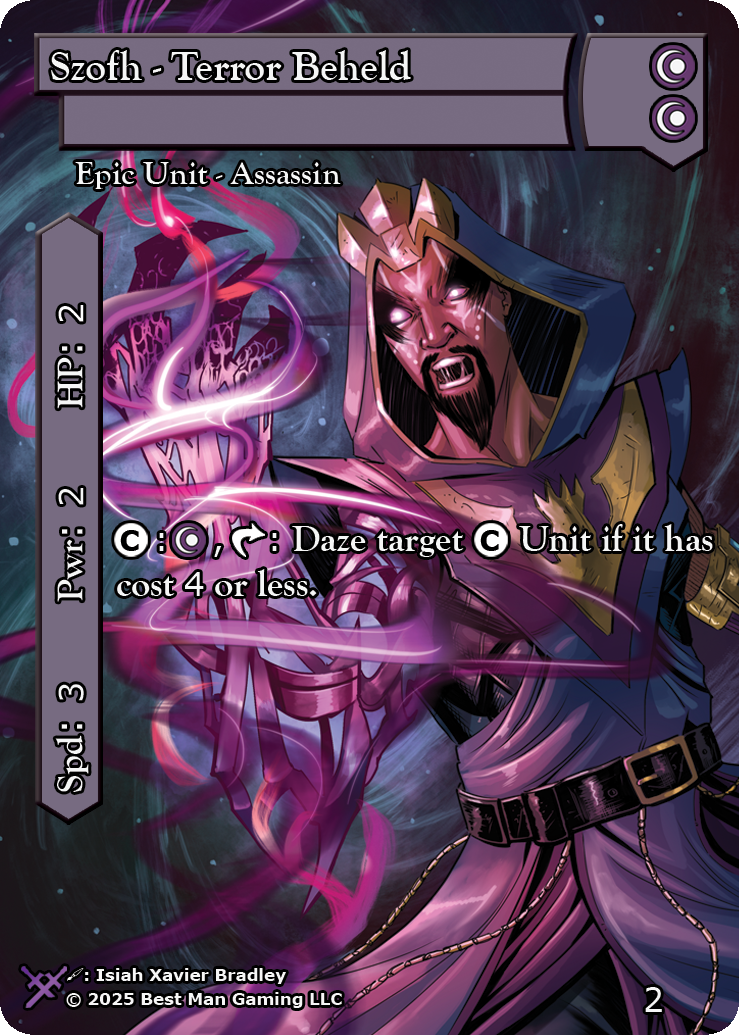 Szofh - Terror Beheld
Epic Unit - Assassin
HP: 2
Pwr: 2
Spd: 3
C : , : Daze target C Unit if it has
cost 4 or less.
: Isiah Xavier Bradley
© 2025 Best Man Gaming LLC
2